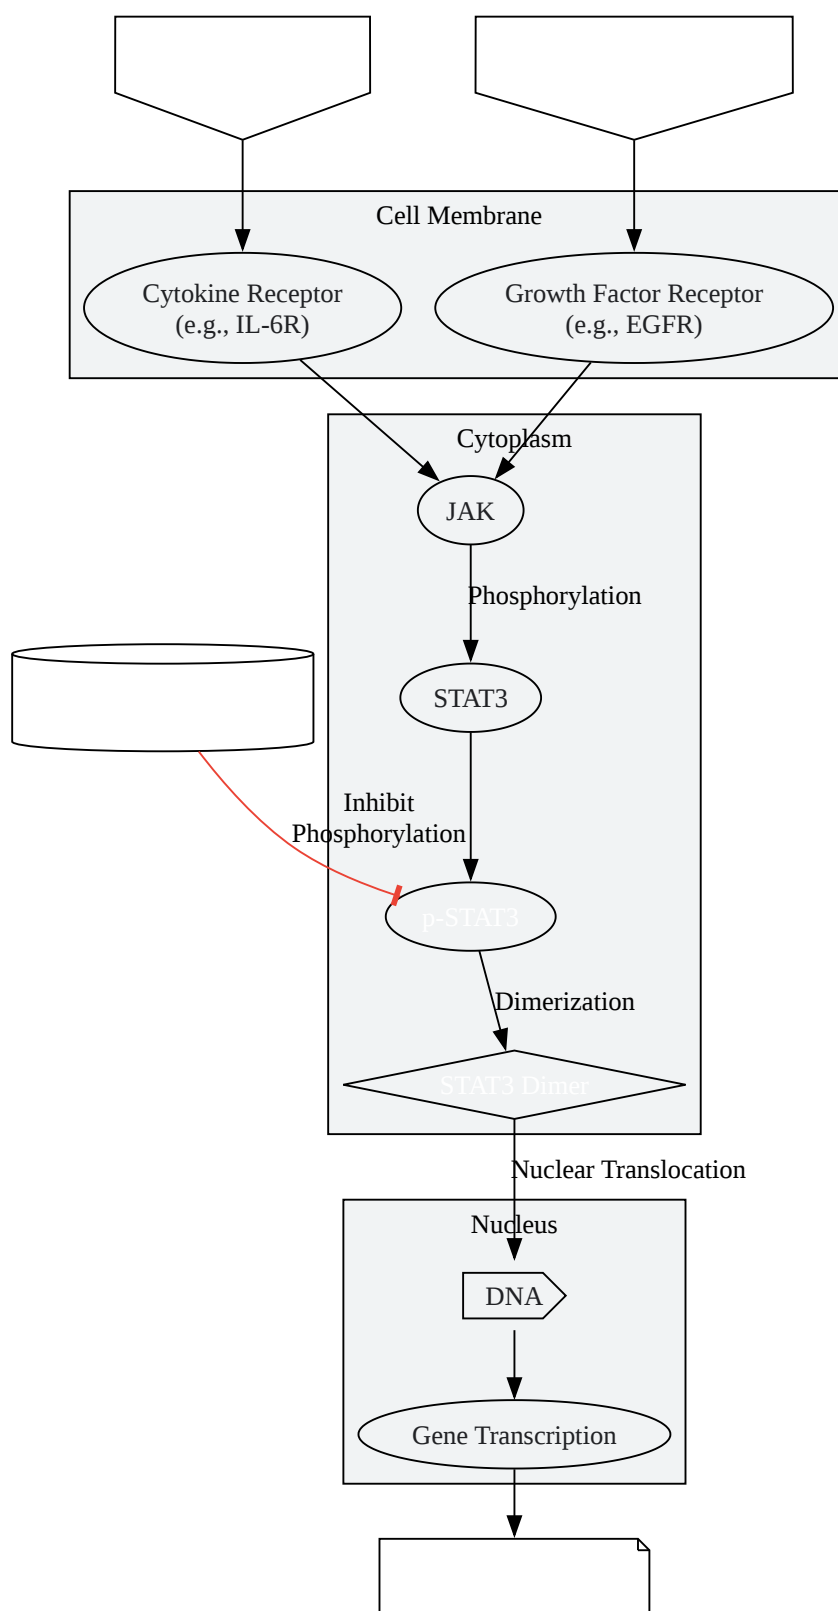 Cell Membrane
Cytokine Receptor
(e.g., IL-6R)
Growth Factor Receptor
(e.g., EGFR)
Cytoplasm
JAK
Phosphorylation
STAT3
Inhibit
Phosphorylation
p-STAT3
Dimerization
STAT3 Dimer
Nuclear Translocation
Nucleus
DNA
Gene Transcription